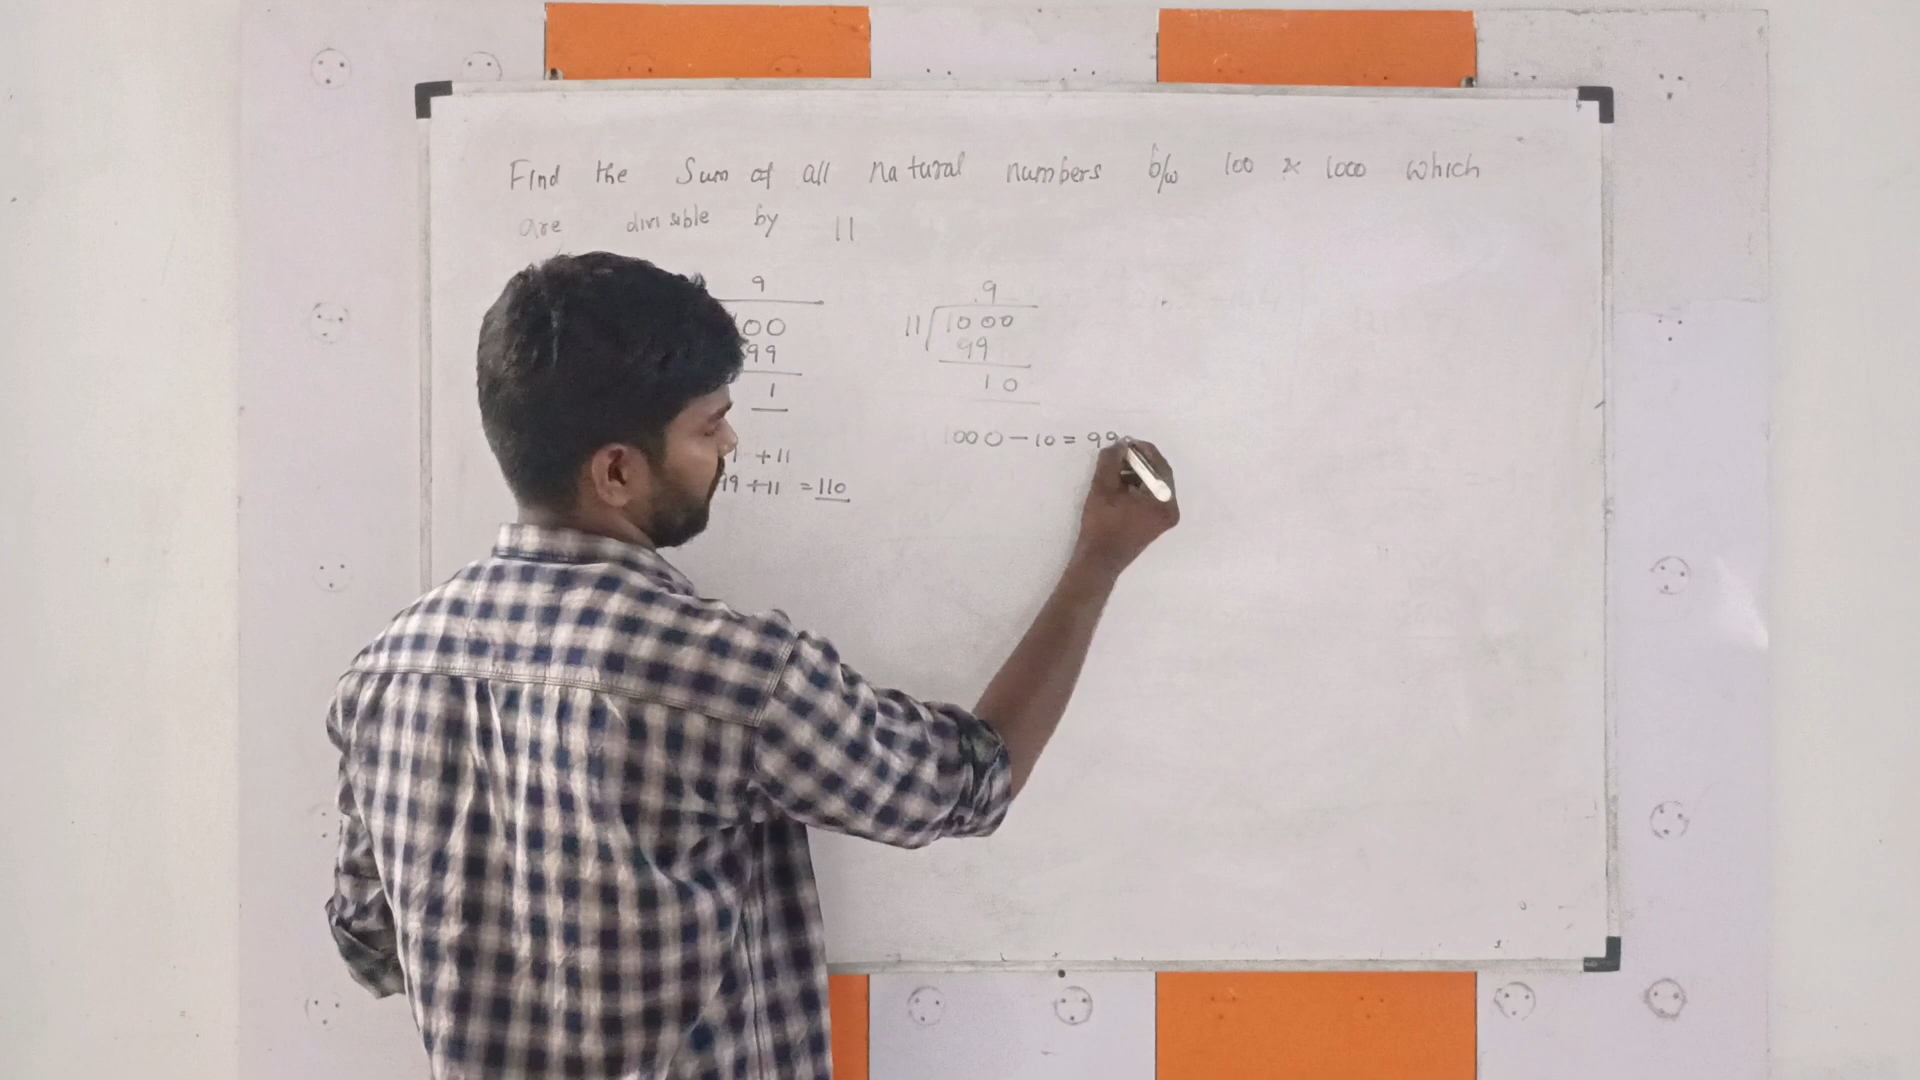 Find the Sum of all natural numbers b/w 100 & 1000 which
are divisible by 11
9
00
99
1
+11
99 +11 = 110
9
11 1000
99
10
1000 - 10 = 99